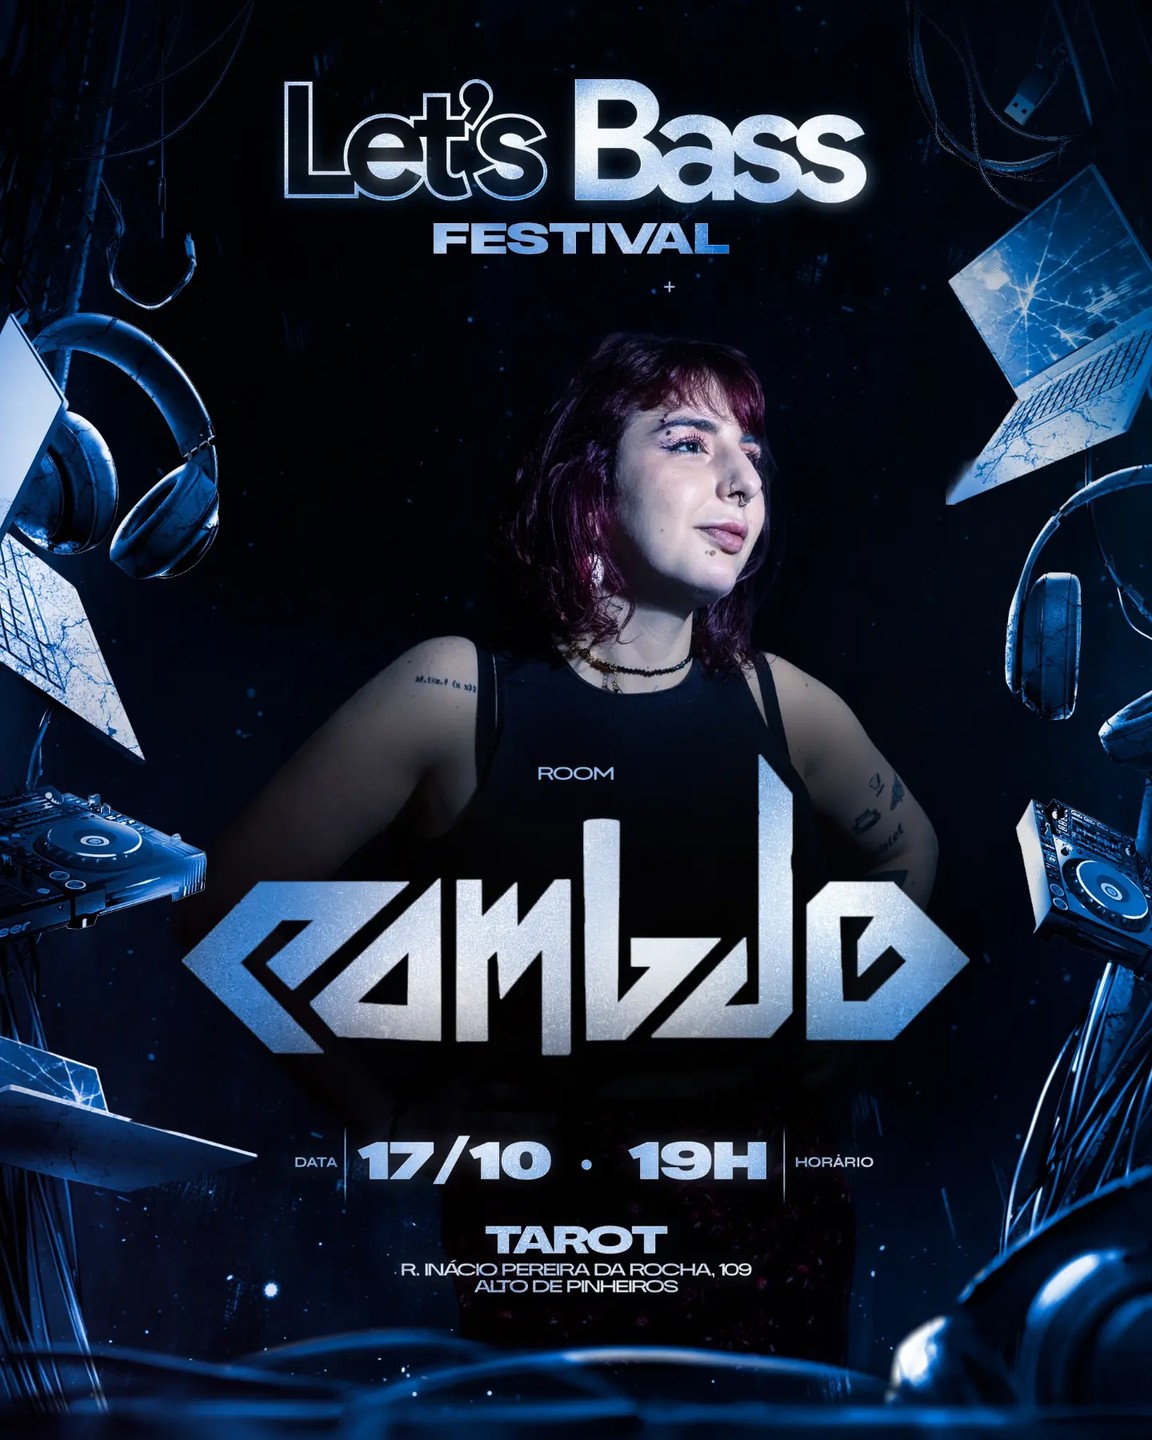 Let's Bass
FESTIVAL
ROOM
DATA 17/10 • 19H HORÁRIO
TAROT
R. INÁCIO PEREIRA DA ROCHA, 109
ALTO DE PINHEIROS